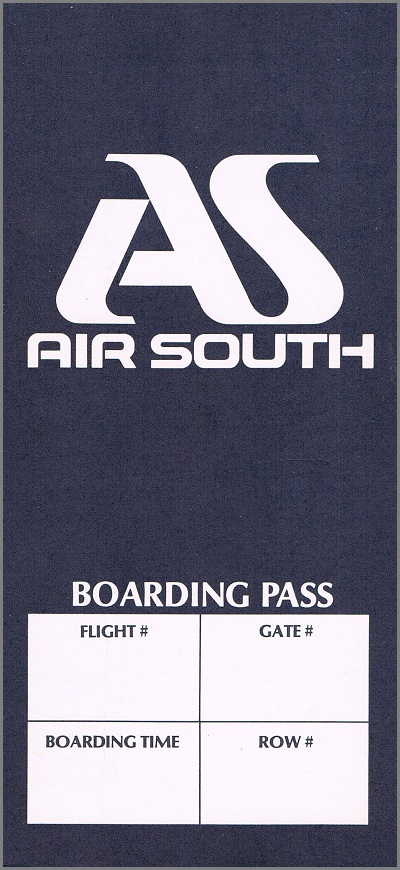 AS
AIR SOUTH
BOARDING PASS
FLIGHT # GATE #
BOARDING TIME ROW #